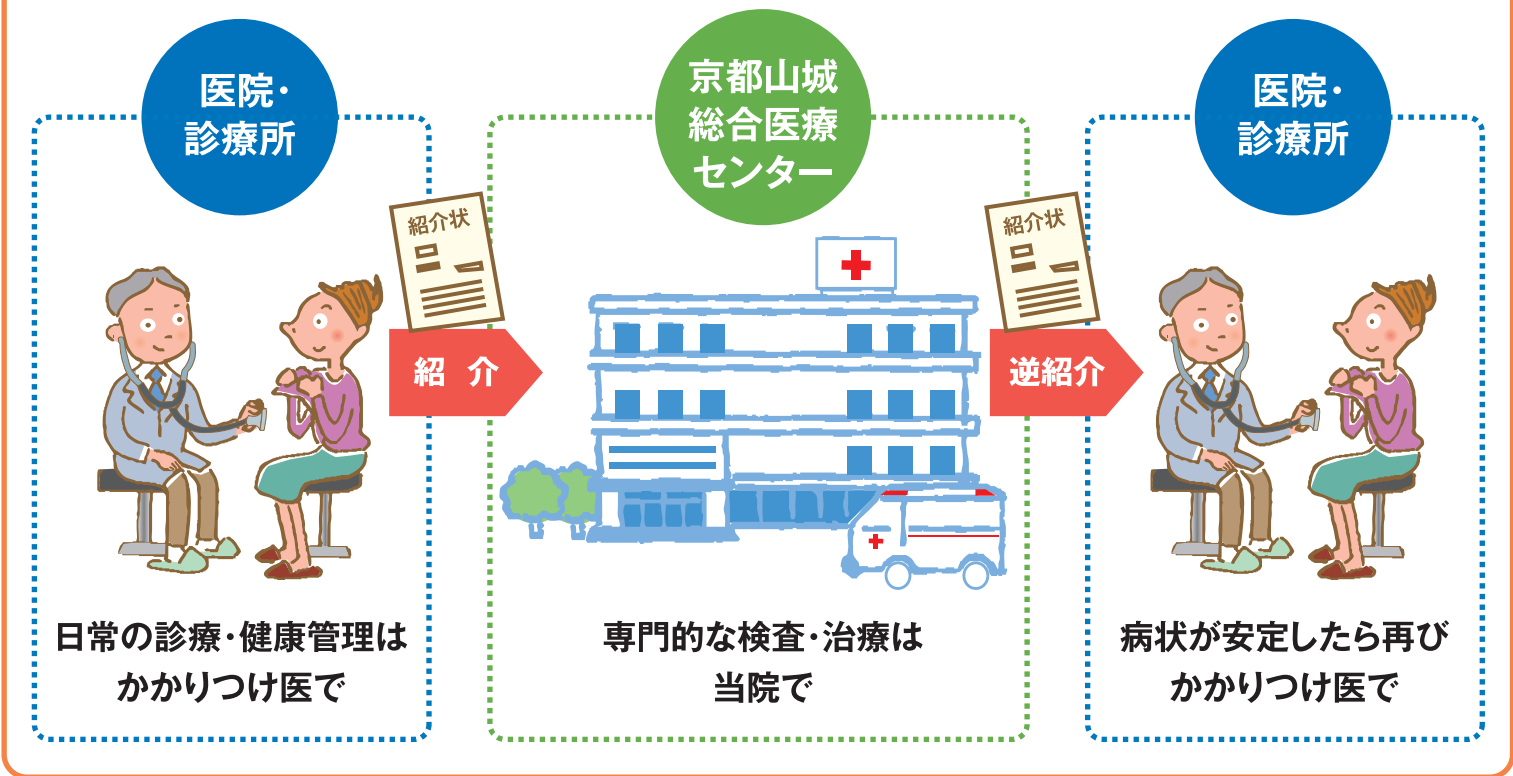 医院・
診療所
日常の診療・健康管理は
かかりつけ医で
紹介状
紹 介
京都山城
総合医療
センター
専門的な検査・治療は
当院で
紹介状
逆紹介
医院・
診療所
病状が安定したら再び
かかりつけ医で